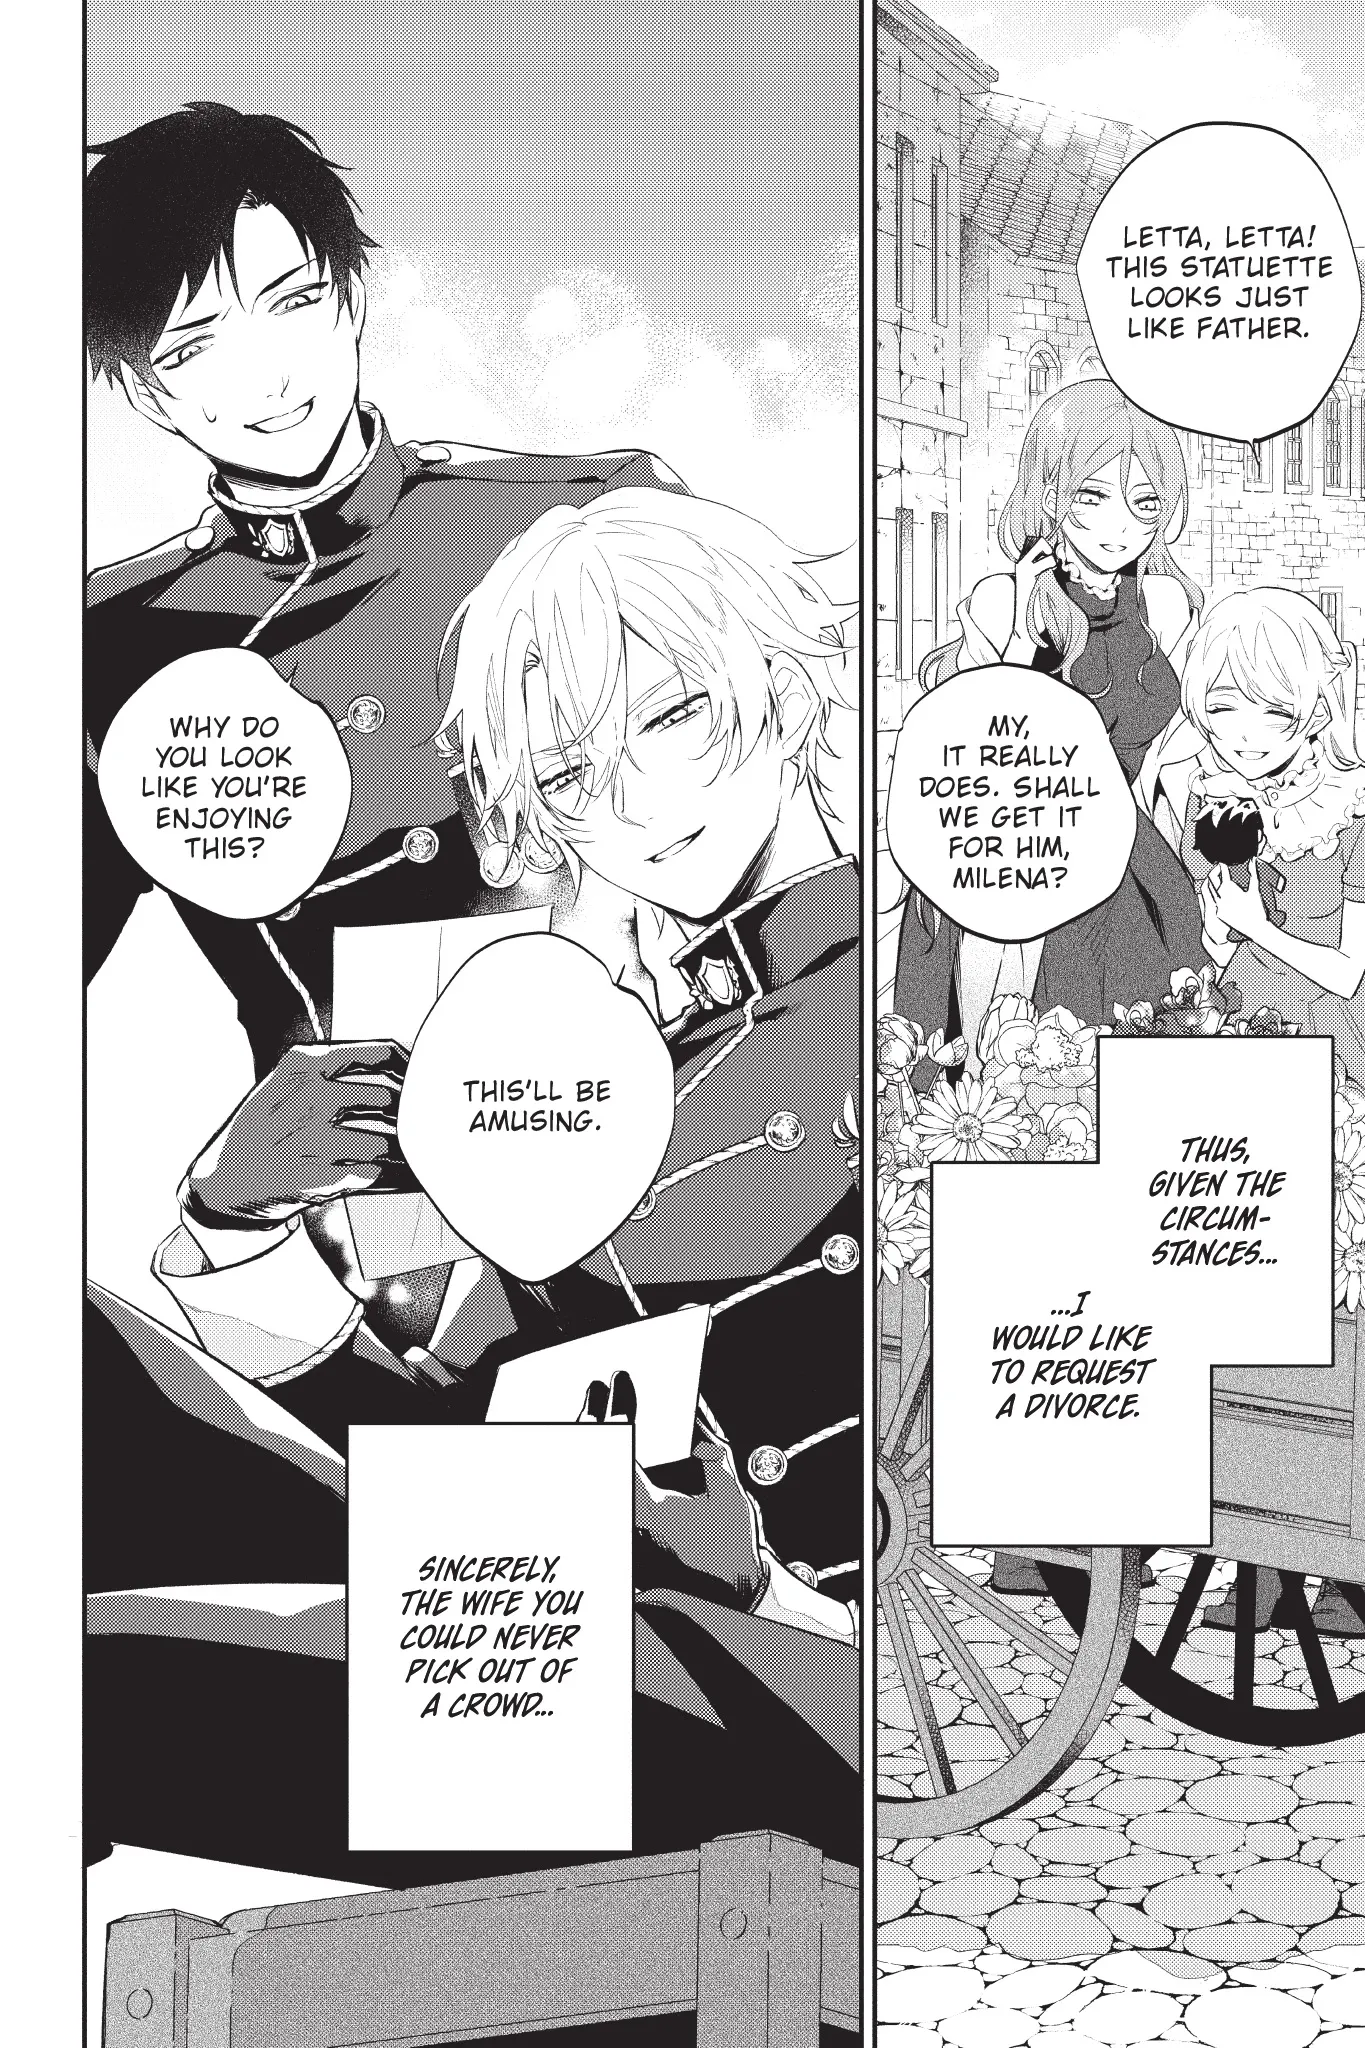 LETTA, LETTA!
THIS STATUETTE
LOOKS JUST
LIKE FATHER.
MY,
IT REALLY
DOES. SHALL
WE GET IT
FOR HIM,
MILENA?
THUS,
GIVEN THE
CIRCUM-
STANCES...
...I
WOULD LIKE
TO REQUEST
A DIVORCE.
WHY DO
YOU LOOK
LIKE YOU'RE
ENJOYING
THIS?
THIS'LL BE
AMUSING.
SINCERELY,
THE WIFE YOU
COULD NEVER
PICK OUT OF
A CROWD...